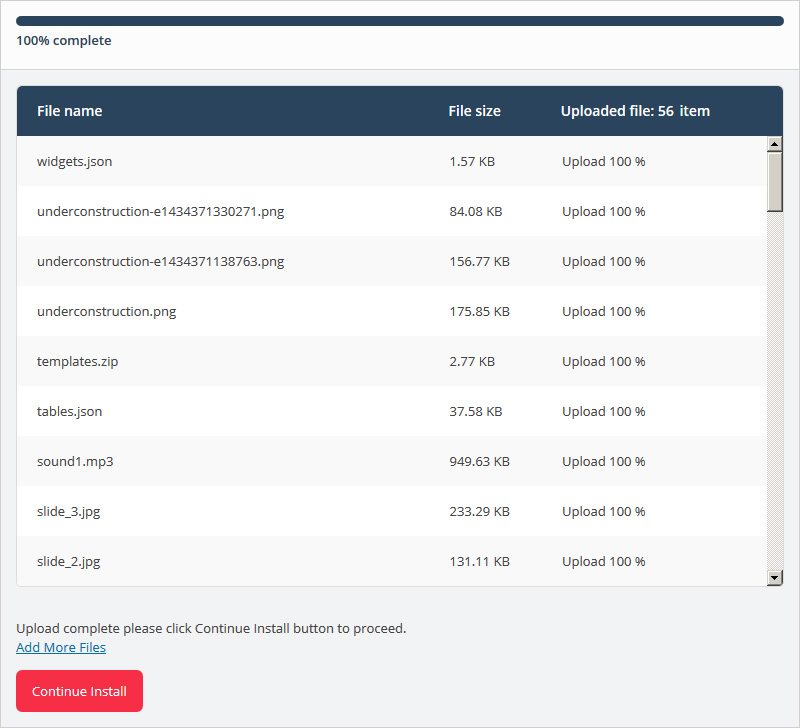 100% complete
File name File size Uploaded file: 56 item
widgets.json 1.57 KB Upload 100 %
underconstruction-e1434371330271.png 84.08 KB Upload 100 %
underconstruction-e1434371138763.png 156.77 KB Upload 100 %
underconstruction.png 175.85 KB Upload 100 %
templates.zip 2.77 KB Upload 100 %
tables.json 37.58 KB Upload 100 %
sound1.mp3 949.63 KB Upload 100 %
slide_3.jpg 233.29 KB Upload 100 %
slide_2.jpg 131.11 KB Upload 100 %
Upload complete please click Continue Install button to proceed.
Add More Files
Continue Install